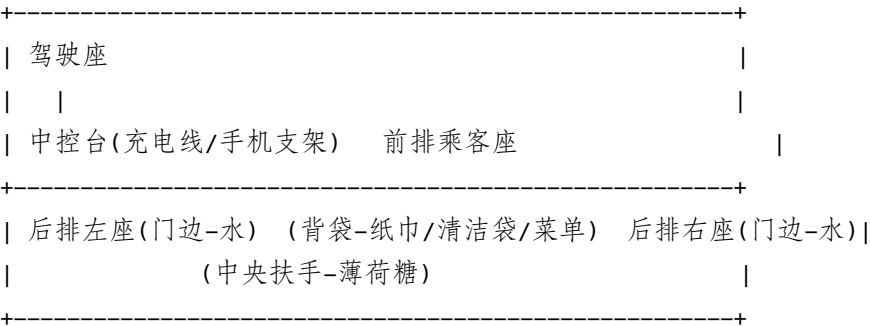 +------------------------------------------------------+
| 驾驶座                                               |
|   |                                                  |
| 中控台(充电线/手机支架)   前排乘客座                    |
+------------------------------------------------------+
| 后排左座(门边-水)  (背袋-纸巾/清洁袋/菜单)  后排右座(门边-水)|
|              (中央扶手-薄荷糖)                       |
+------------------------------------------------------+